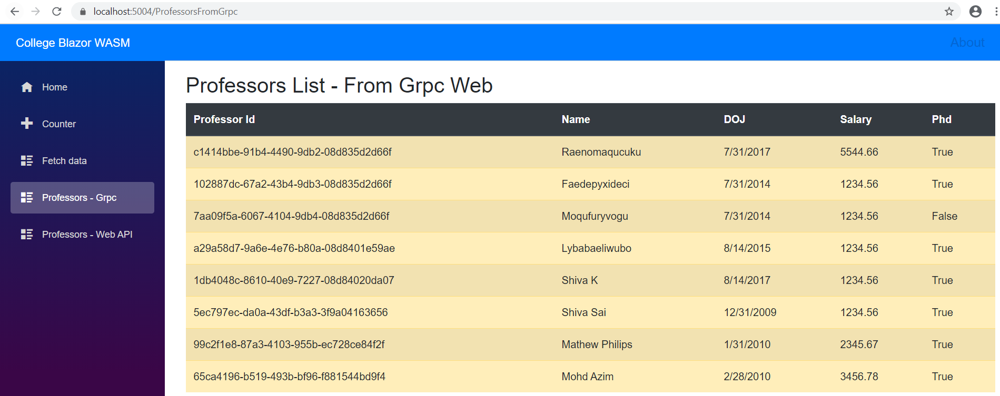 localhost:5004/ProfessorsFromGrpc
College Blazor WASM About
Home
Counter
Fetch data
Professors - Grpc
Professors - Web API
Professors List - From Grpc Web
Professor Id Name DOJ Salary Phd
c1414bbe-91b4-4490-9db2-08d835d2d66f Raenomaqucuku 7/31/2017 5544.66 True
102887dc-67a2-43b4-9db3-08d835d2d66f Faedepyxideci 7/31/2014 1234.56 True
7aa09f5a-6067-4104-9db4-08d835d2d66f Moqufuryvogu 7/31/2014 1234.56 False
a29a58d7-9a6e-4e76-b80a-08d8401e59ae Lybabaeliwubo 8/14/2015 1234.56 True
1db4048c-8610-40e9-7227-08d84020da07 Shiva K 8/14/2017 1234.56 True
5ec797ec-da0a-43df-b3a3-3f9a04163656 Shiva Sai 12/31/2009 1234.56 True
99c2f1e8-87a3-4103-955b-ec728ce84f2f Mathew Philips 1/31/2010 2345.67 True
65ca4196-b519-493b-bf96-f881544bd9f4 Mohd Azim 2/28/2010 3456.78 True